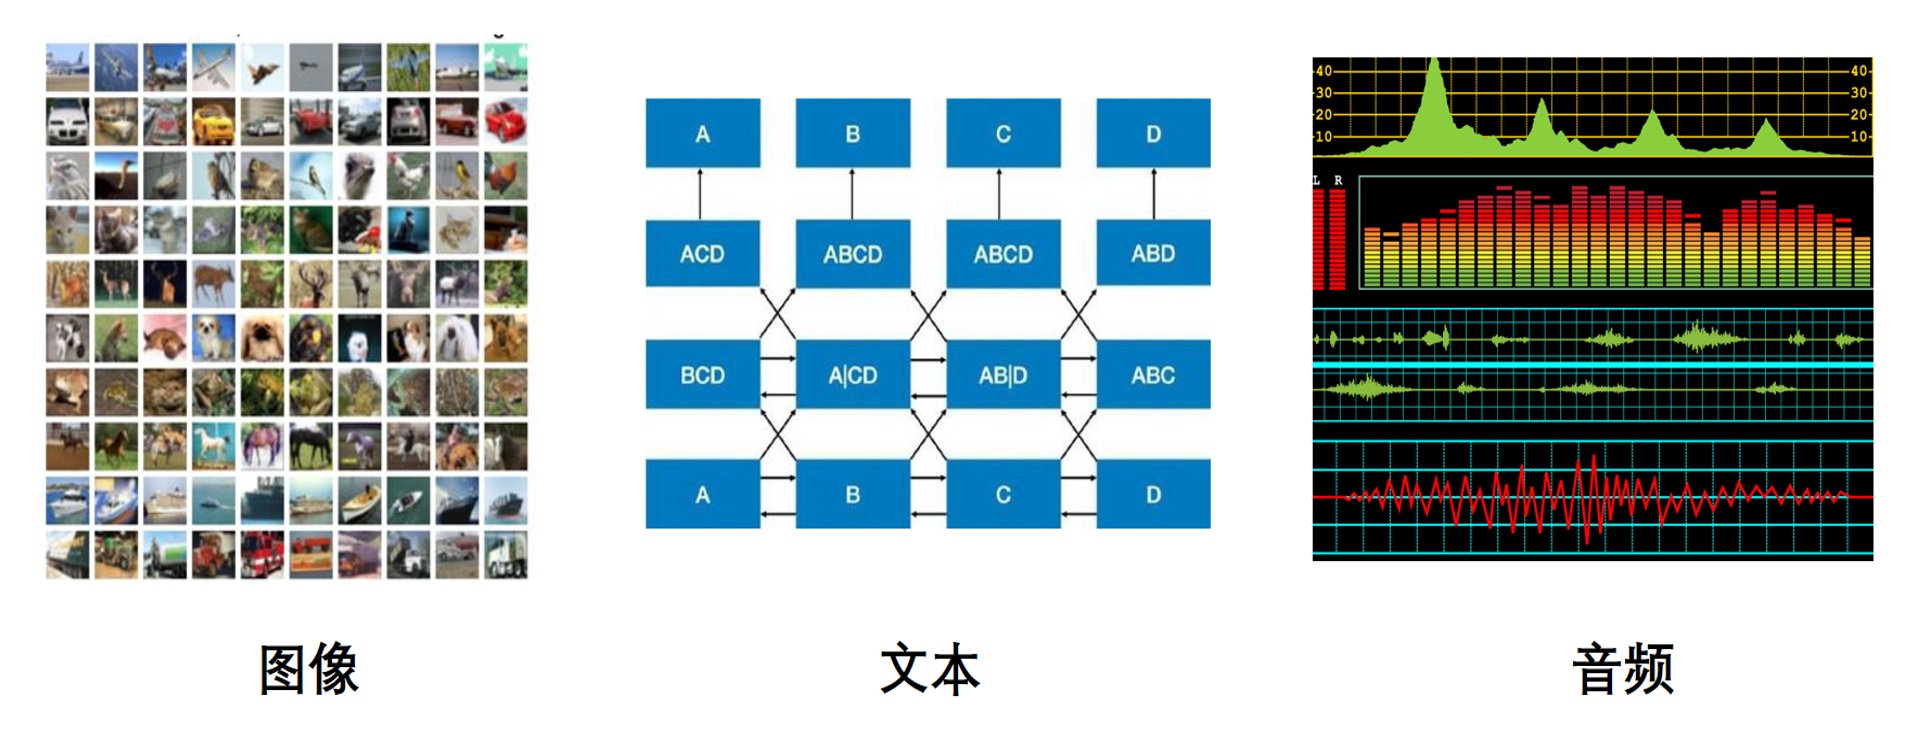 A B C D
ACD ABCD ABCD ABD
BCD A|CD AB|D ABC
A B C D
40 40
30 30
20 20
10 10
L R
图像 文本 音频